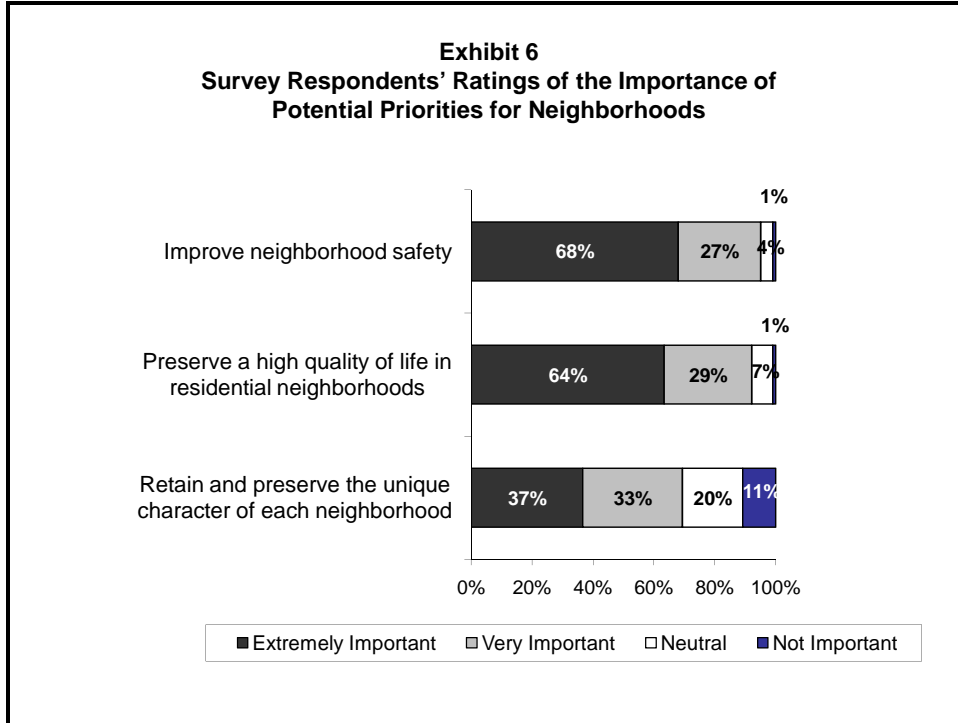 Exhibit 6
Survey Respondents’ Ratings of the Importance of
Potential Priorities for Neighborhoods
1%
Improve neighborhood safety
68%
27%
4%
1%
Preserve a high quality of life in
residential neighborhoods
64%
29%
7%
Retain and preserve the unique
character of each neighborhood
37%
33%
20%
11%
0% 20% 40% 60% 80% 100%
Extremely Important Very Important Neutral Not Important